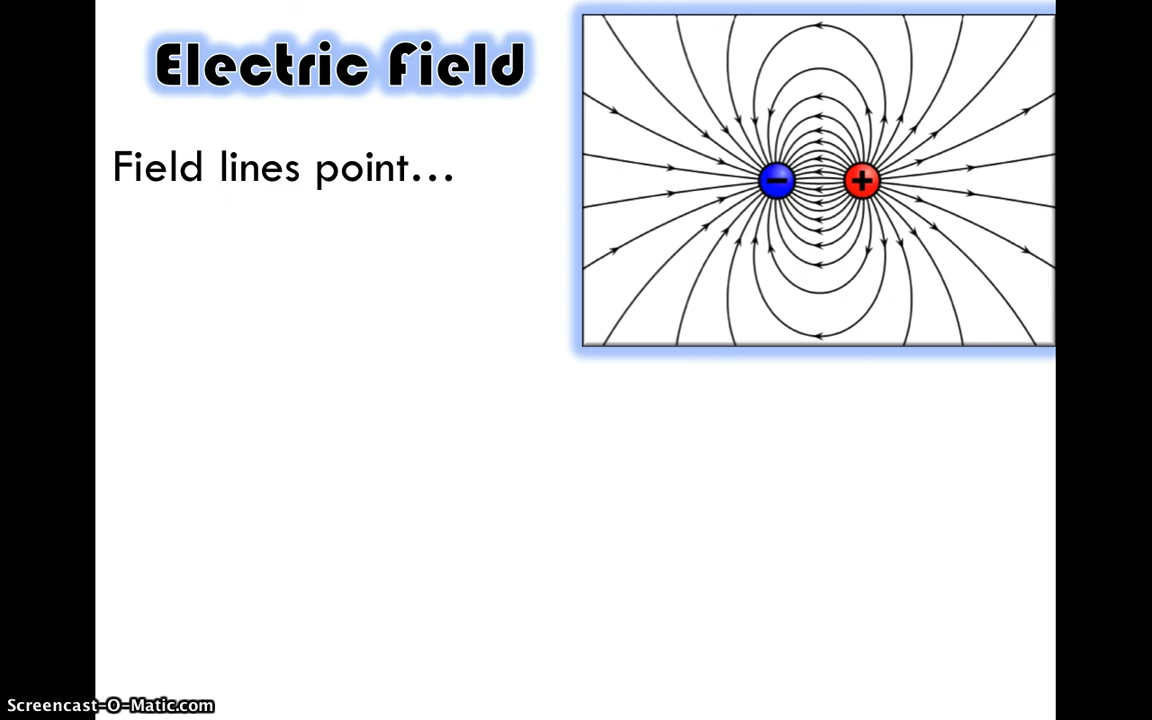 Electric Field
Field lines point…
− +
Screencast-O-Matic.com